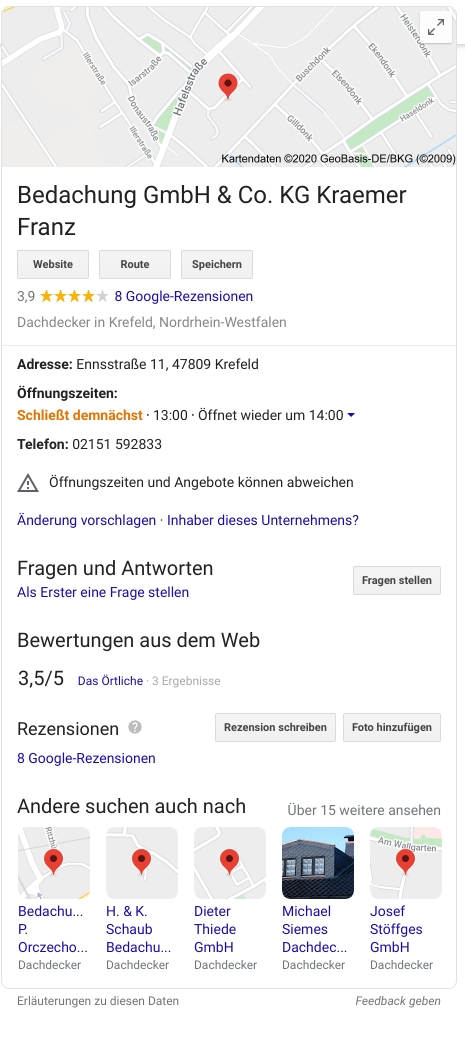 Illerstraße
Isarstraße
Donaustraße
Illerstraße
Hafelsstraße
Buschdonk
Elsendonk
Ekendonk
Heisterdonk
Gilldonk
Haseldonk
Kartendaten ©2020 GeoBasis-DE/BKG (©2009)
Bedachung GmbH & Co. KG Kraemer
Franz
Website Route Speichern
3,9 8 Google-Rezensionen
Dachdecker in Krefeld, Nordrhein-Westfalen
Adresse: Ennsstraße 11, 47809 Krefeld
Öffnungszeiten:
Schließt demnächst · 13:00 · Öffnet wieder um 14:00
Telefon: 02151 592833
Öffnungszeiten und Angebote können abweichen
Änderung vorschlagen · Inhaber dieses Unternehmens?
Fragen und Antworten
Als Erster eine Frage stellen
Fragen stellen
Bewertungen aus dem Web
3,5/5 Das Örtliche · 3 Ergebnisse
Rezensionen ? Rezension schreiben Foto hinzufügen
8 Google-Rezensionen
Andere suchen auch nach Über 15 weitere ansehen
Am Wallgarten
Bedachu...
P.
Orczecho...
Dachdecker
H. & K.
Schaub
Bedachu...
Dachdecker
Dieter
Thiede
GmbH
Dachdecker
Michael
Siemes
Dachdec...
Dachdecker
Josef
Stöffges
GmbH
Dachdecker
Erläuterungen zu diesen Daten Feedback geben